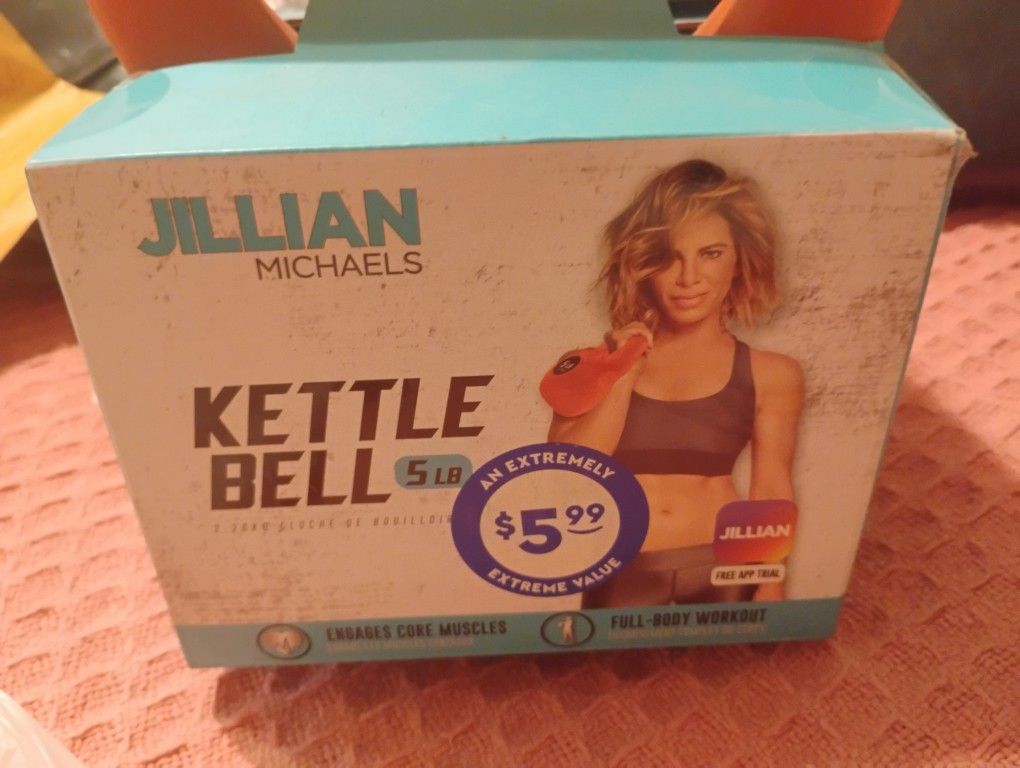 JILLIAN
MICHAELS
KETTLE
BELL 5 LB
AN EXTREMELY
$5.99
EXTREME VALUE
JILLIAN
FREE APP TRIAL
ENGAGES CORE MUSCLES
FULL-BODY WORKOUT